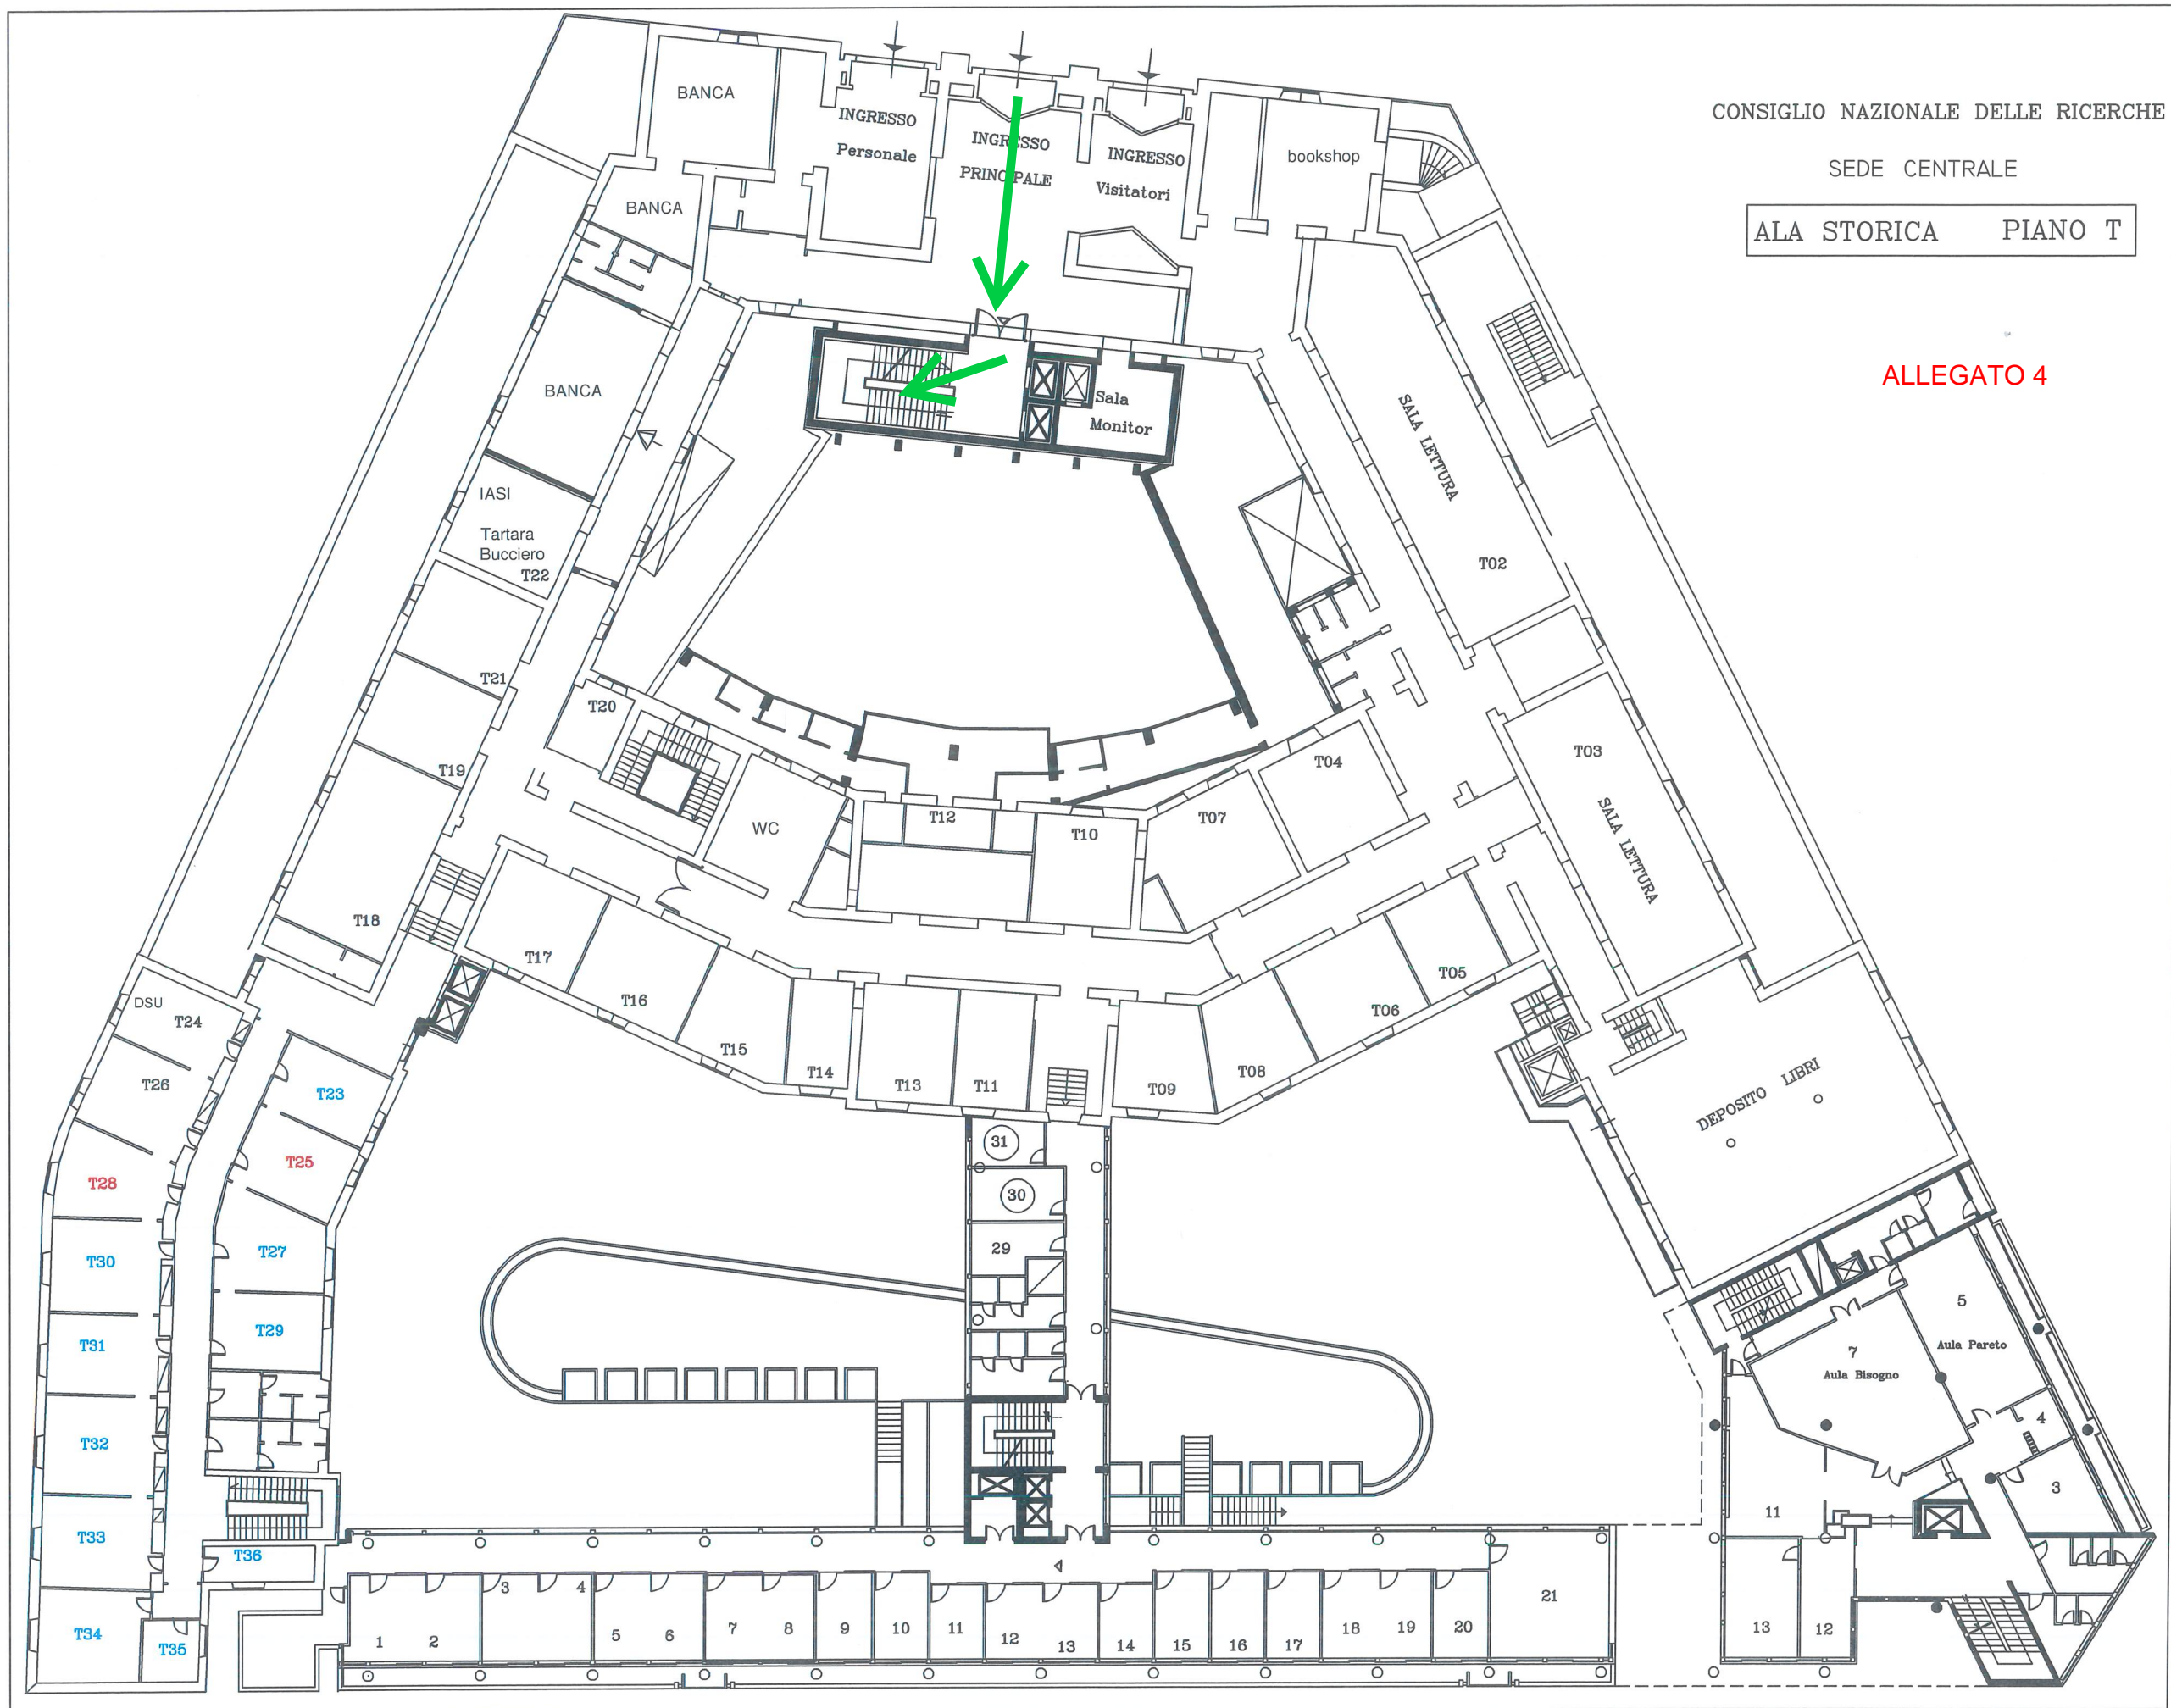 CONSIGLIO NAZIONALE DELLE RICERCHE
SEDE CENTRALE
ALA STORICA PIANO T
ALLEGATO 4
BANCA
INGRESSO
Personale
INGRESSO
PRINCIPALE
INGRESSO
Visitatori
bookshop
BANCA
BANCA
Sala
Monitor
SALA LETTURA
T02
IASI
Tartara
Bucciero
T22
T21
T20
T19
T18
WC
T12
T10
T07
T04
T03
SALA LETTURA
T17
T16
T15
T14
T13
T11
T09
T08
T06
T05
DEPOSITO LIBRI
DSU
T24
T26
T23
T25
T28
T27
T30
T29
T31
T32
T33
T36
T34
T35
31
30
29
5
Aula Pareto
7
Aula Bisogno
4
3
11
13
12
1
2
3
4
5
6
7
8
9
10
11
12
13
14
15
16
17
18
19
20
21